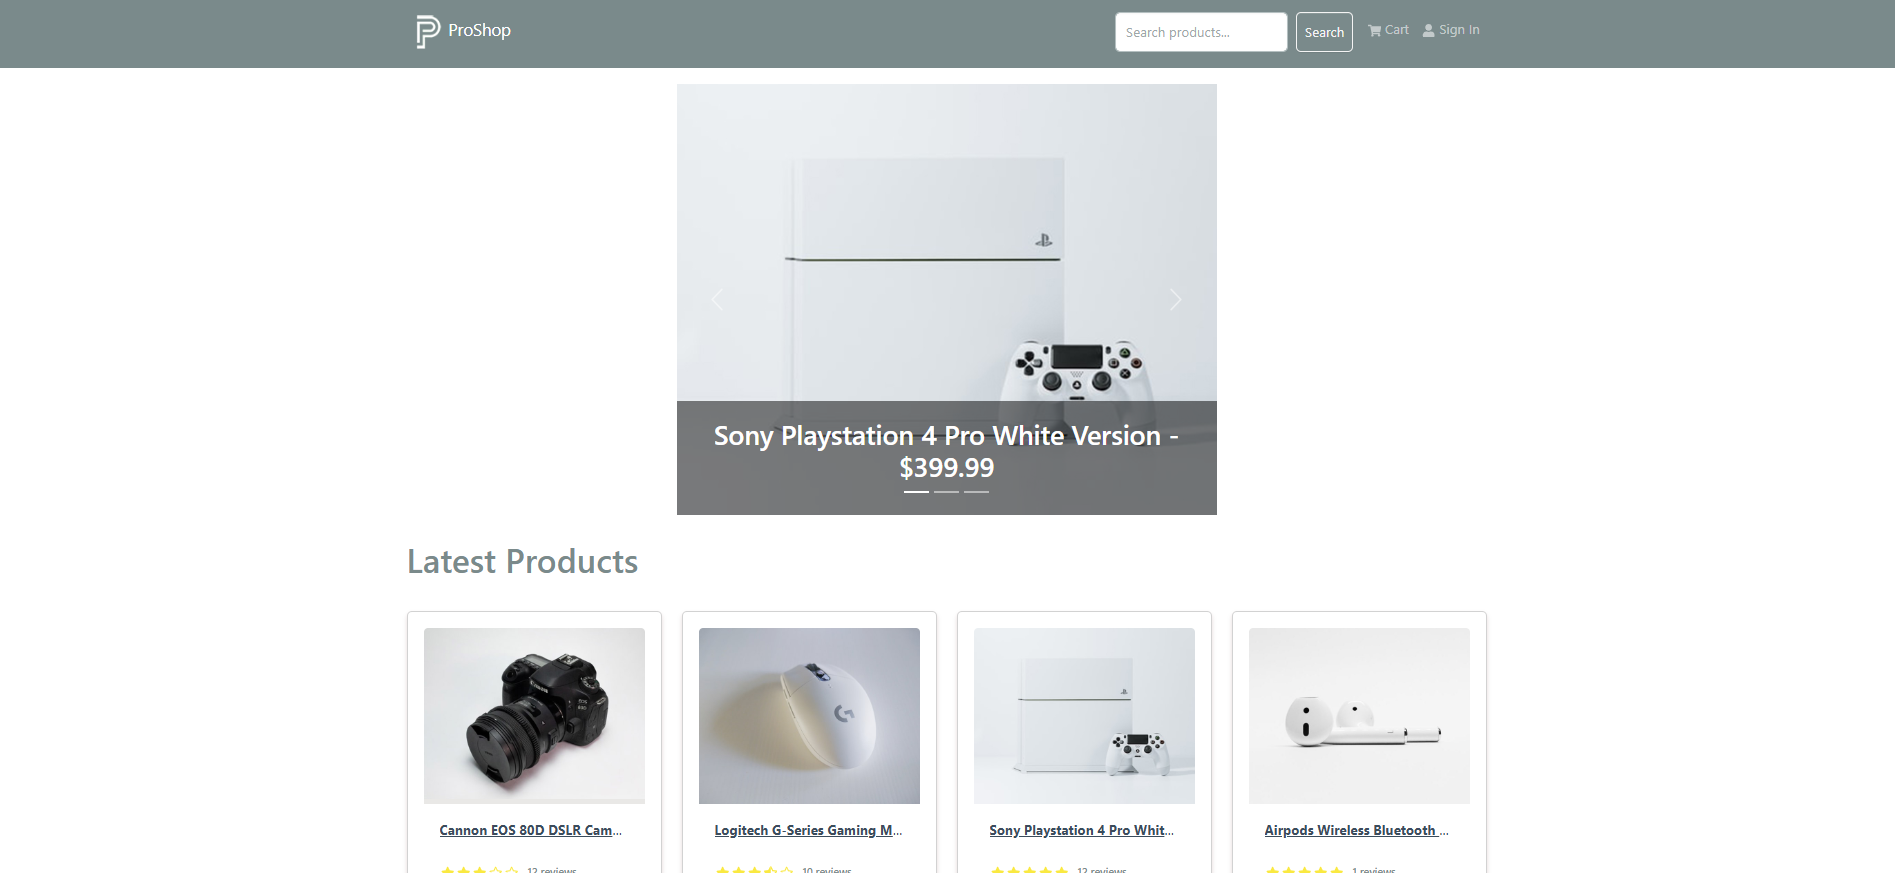 ProShop
Search products...
Search
Cart
Sign In
Sony Playstation 4 Pro White Version -
$399.99
Latest Products
Cannon EOS 80D DSLR Cam...
Logitech G-Series Gaming M...
Sony Playstation 4 Pro Whit...
Airpods Wireless Bluetooth ...
12 reviews
10 reviews
12 reviews
1 reviews